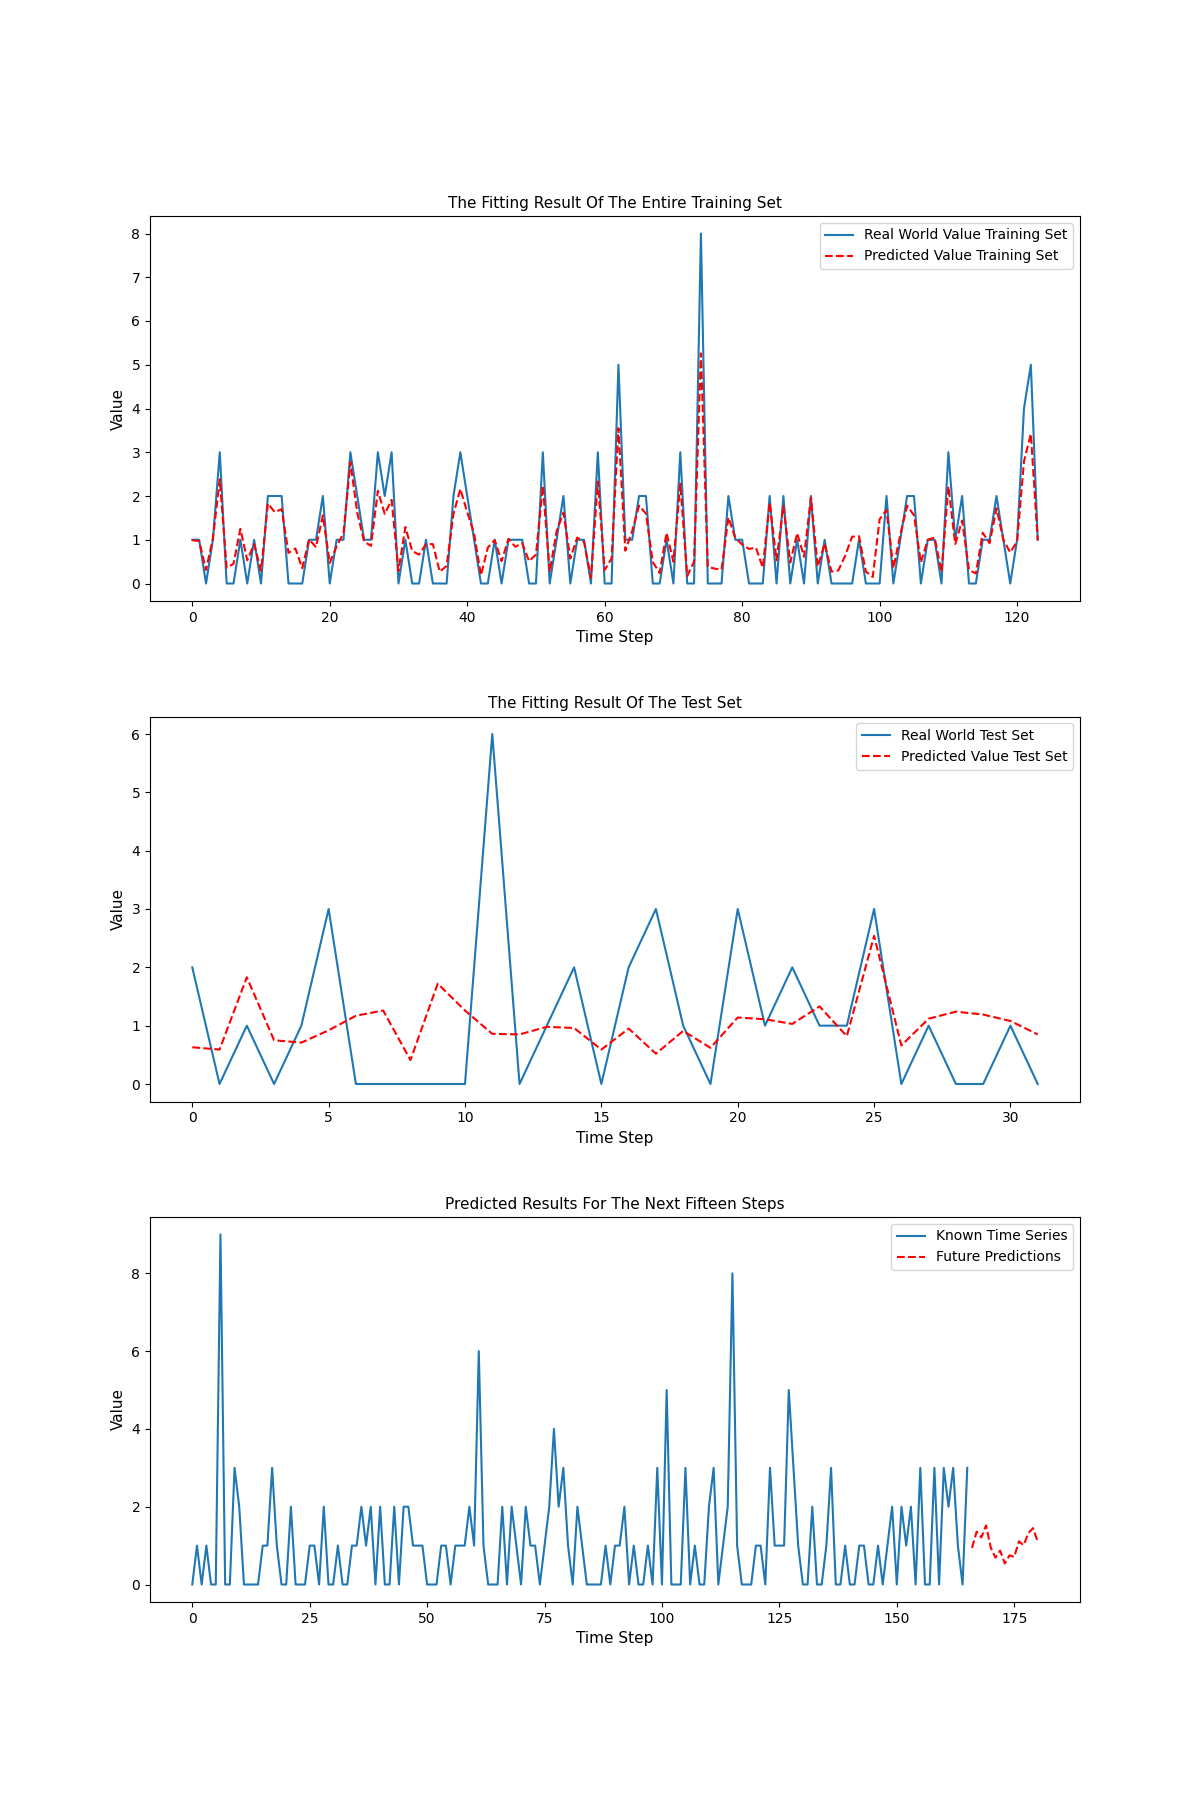 The Fitting Result Of The Entire Training Set
Real World Value Training Set
Predicted Value Training Set
8
7
6
5
4
3
2
1
0
Value
0 20 40 60 80 100 120
Time Step
The Fitting Result Of The Test Set
Real World Test Set
Predicted Value Test Set
6
5
4
3
2
1
0
Value
0 5 10 15 20 25 30
Time Step
Predicted Results For The Next Fifteen Steps
Known Time Series
Future Predictions
8
6
4
2
0
Value
0 25 50 75 100 125 150 175
Time Step